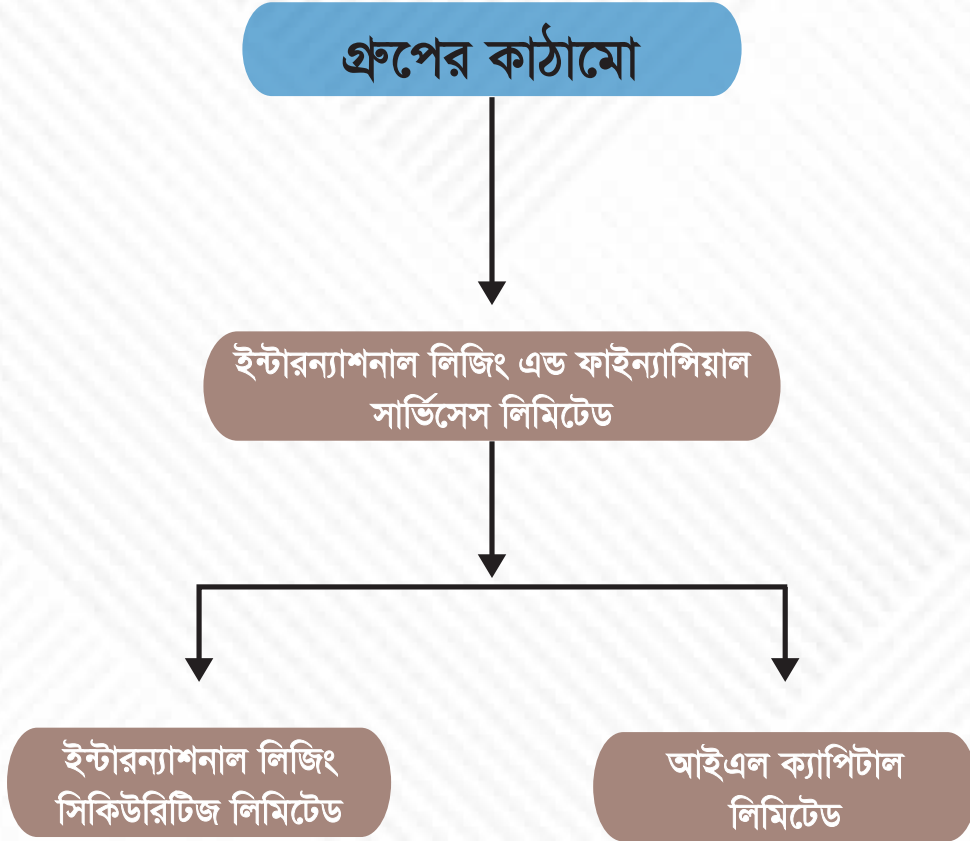 গ্রুপের কাঠামো
ইন্টারন্যাশনাল লিজিং এন্ড ফাইন্যান্সিয়াল
সার্ভিসেস লিমিটেড
ইন্টারন্যাশনাল লিজিং
সিকিউরিটিজ লিমিটেড
আইএল ক্যাপিটাল
লিমিটেড